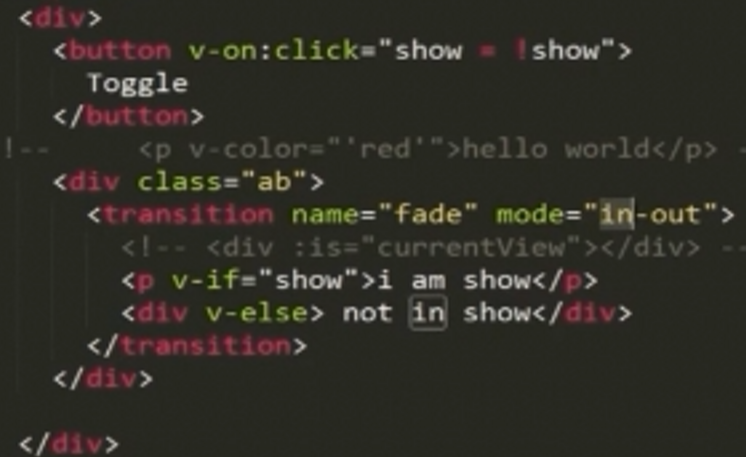 <div>
<button v-on:click="show = !show">
Toggle
</button>
!-- <p v-color="'red'">hello world</p> -
<div class="ab">
<transition name="fade" mode="in-out">
<!-- <div :is="currentView"></div> --
<p v-if="show">i am show</p>
<div v-else> not in show</div>
</transition>
</div>
</div>